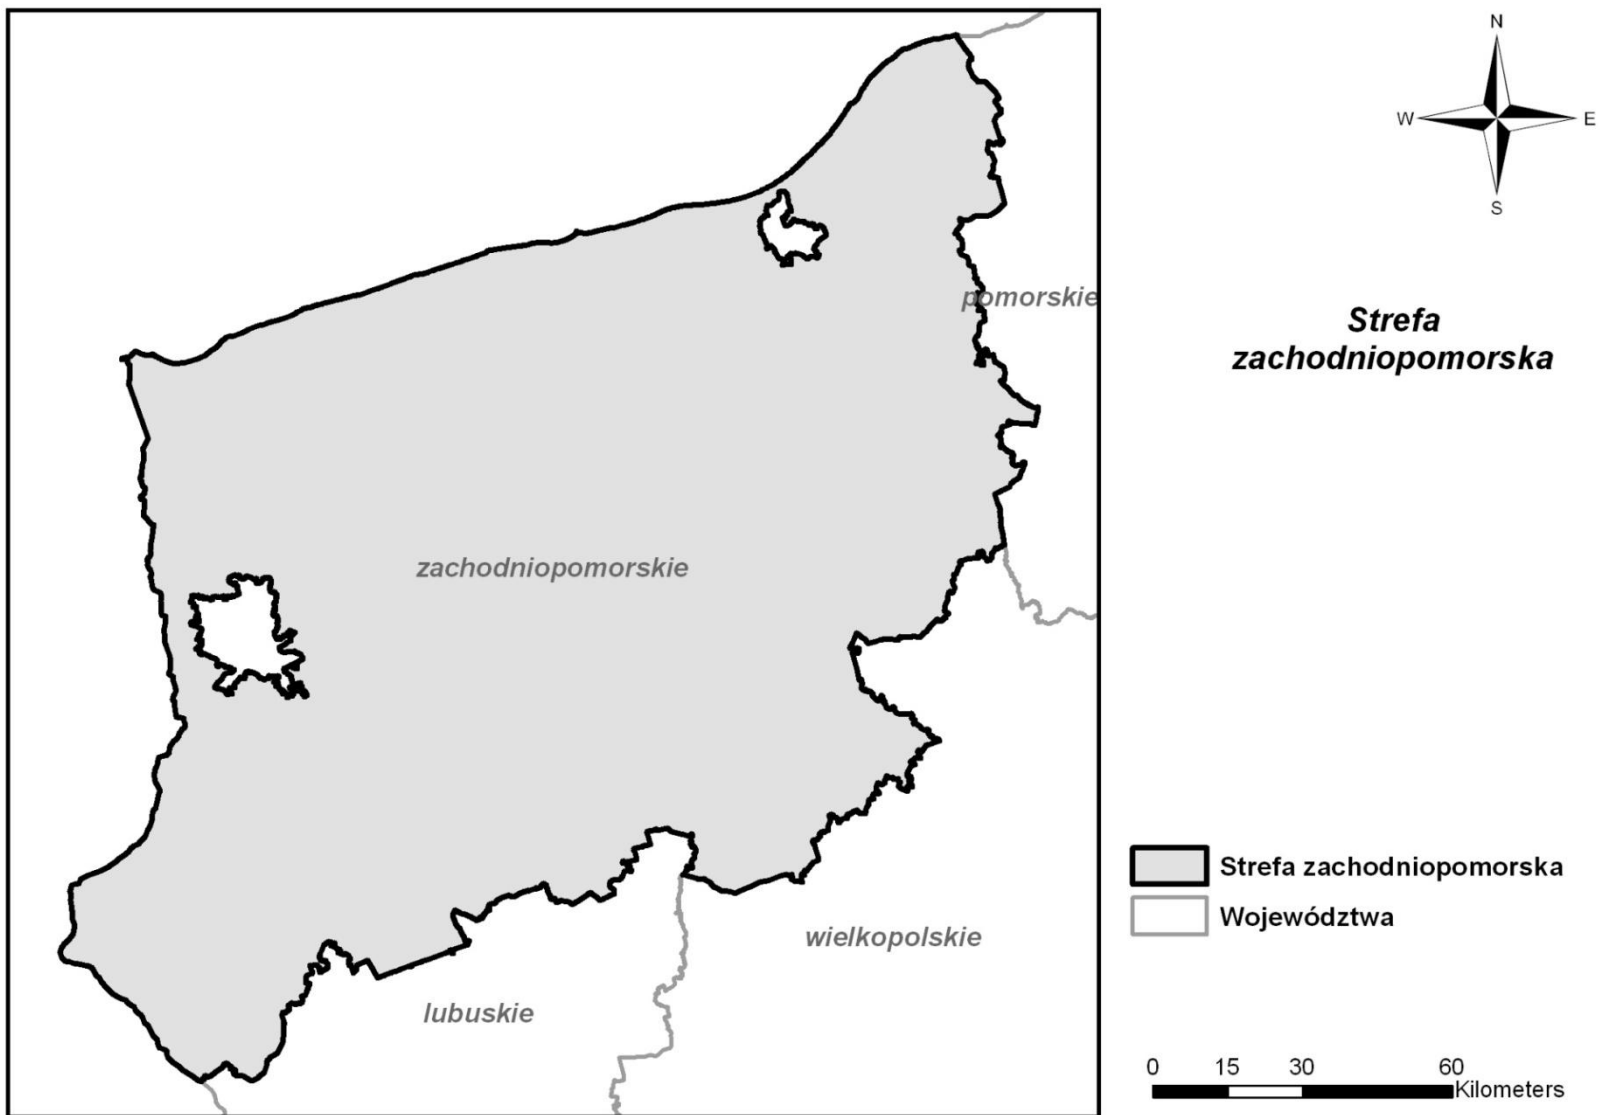 N
W E
S
pomorskie
Strefa
zachodniopomorska
zachodniopomorskie
Strefa zachodniopomorska
Województwa
wielkopolskie
lubuskie
0 15 30 60
Kilometers